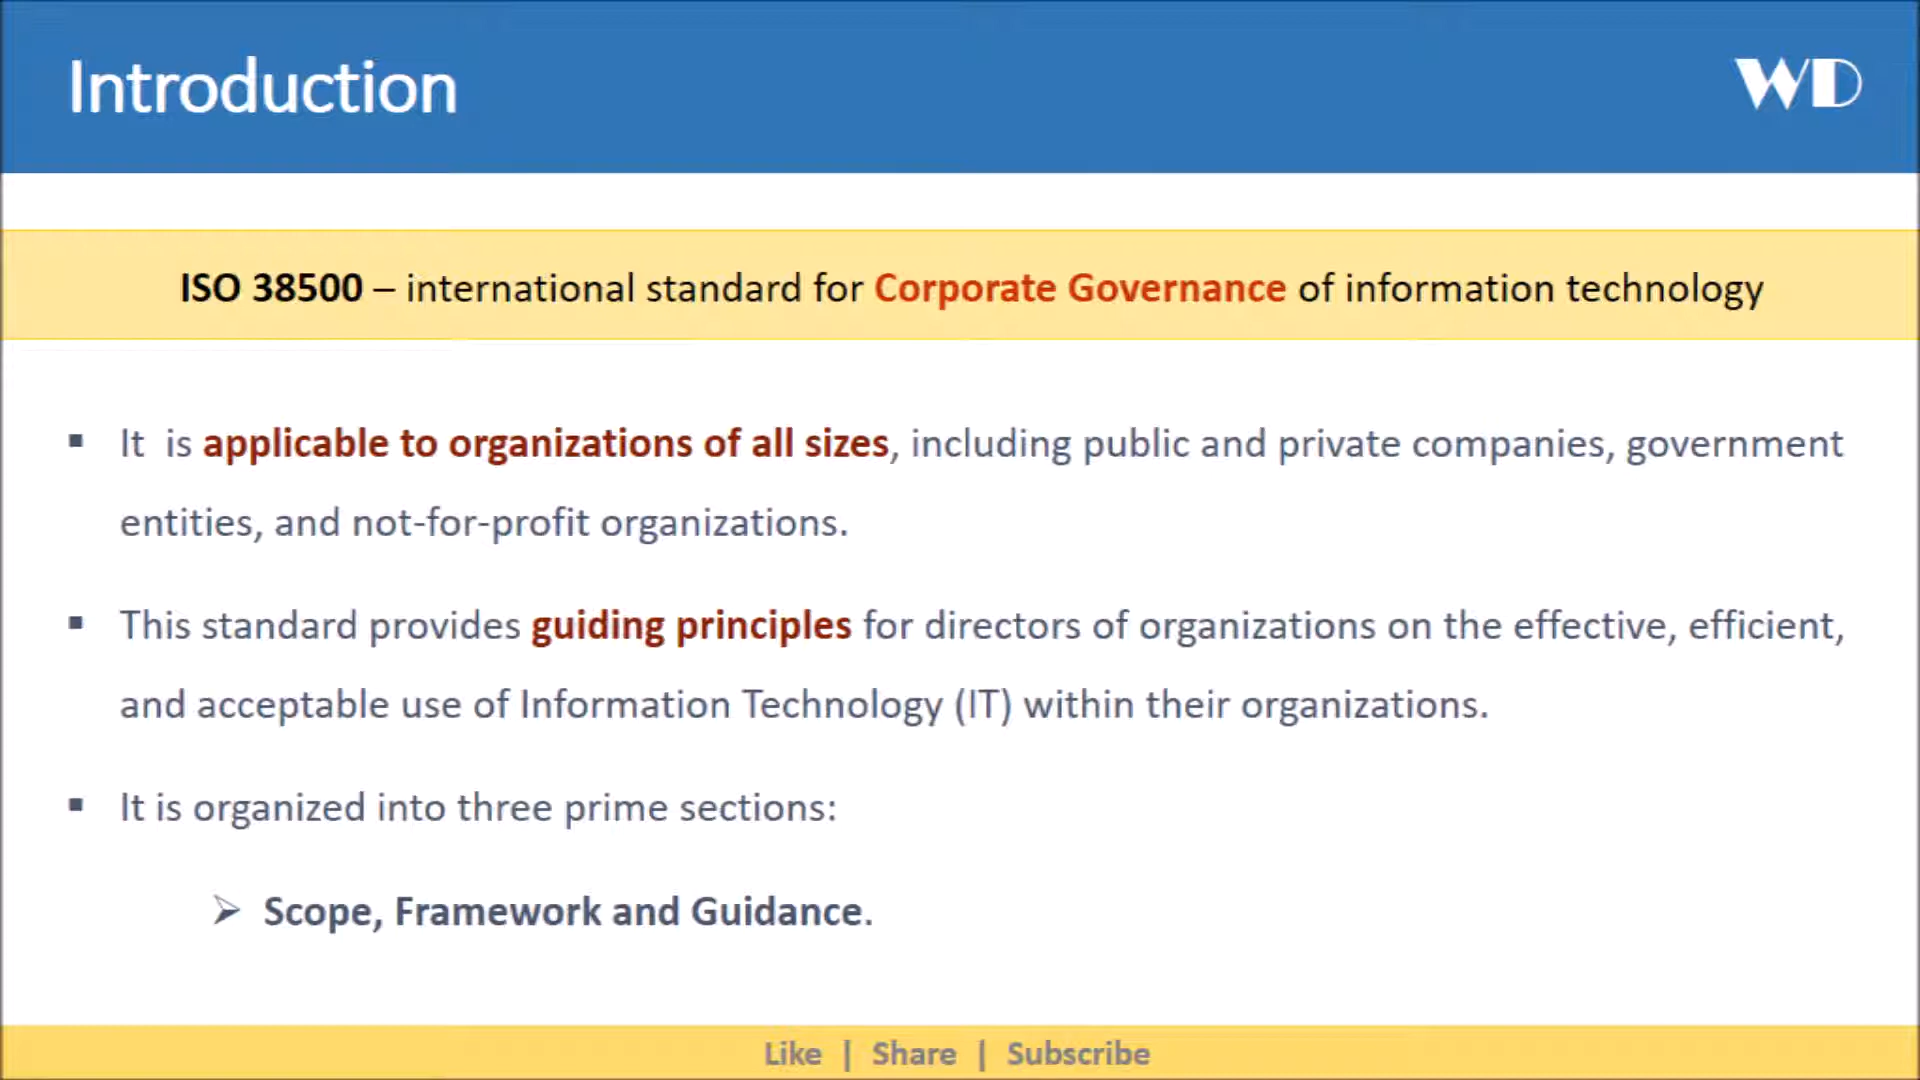 Introduction
WD
ISO 38500 – international standard for Corporate Governance of information technology
▪ It is applicable to organizations of all sizes, including public and private companies, government
entities, and not-for-profit organizations.
▪ This standard provides guiding principles for directors of organizations on the effective, efficient,
and acceptable use of Information Technology (IT) within their organizations.
▪ It is organized into three prime sections:
➢ Scope, Framework and Guidance.
Like | Share | Subscribe